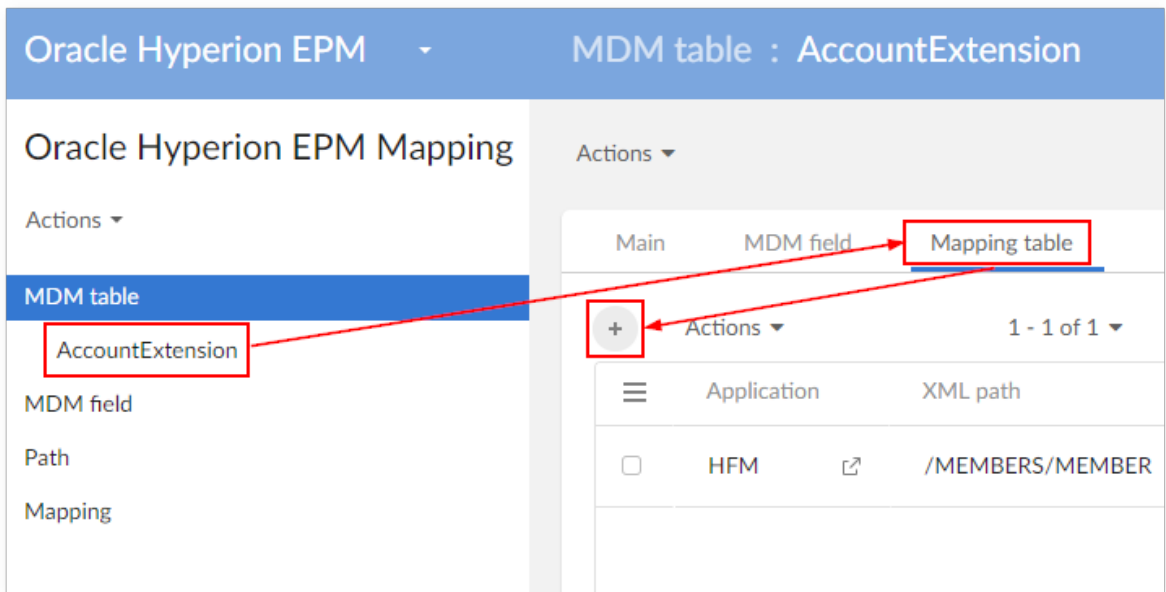 Oracle Hyperion EPM
MDM table : AccountExtension
Oracle Hyperion EPM Mapping
Actions
MDM table
AccountExtension
MDM field
Path
Mapping
Actions
Main MDM field Mapping table
+ Actions 1 - 1 of 1
Application XML path
HFM /MEMBERS/MEMBER